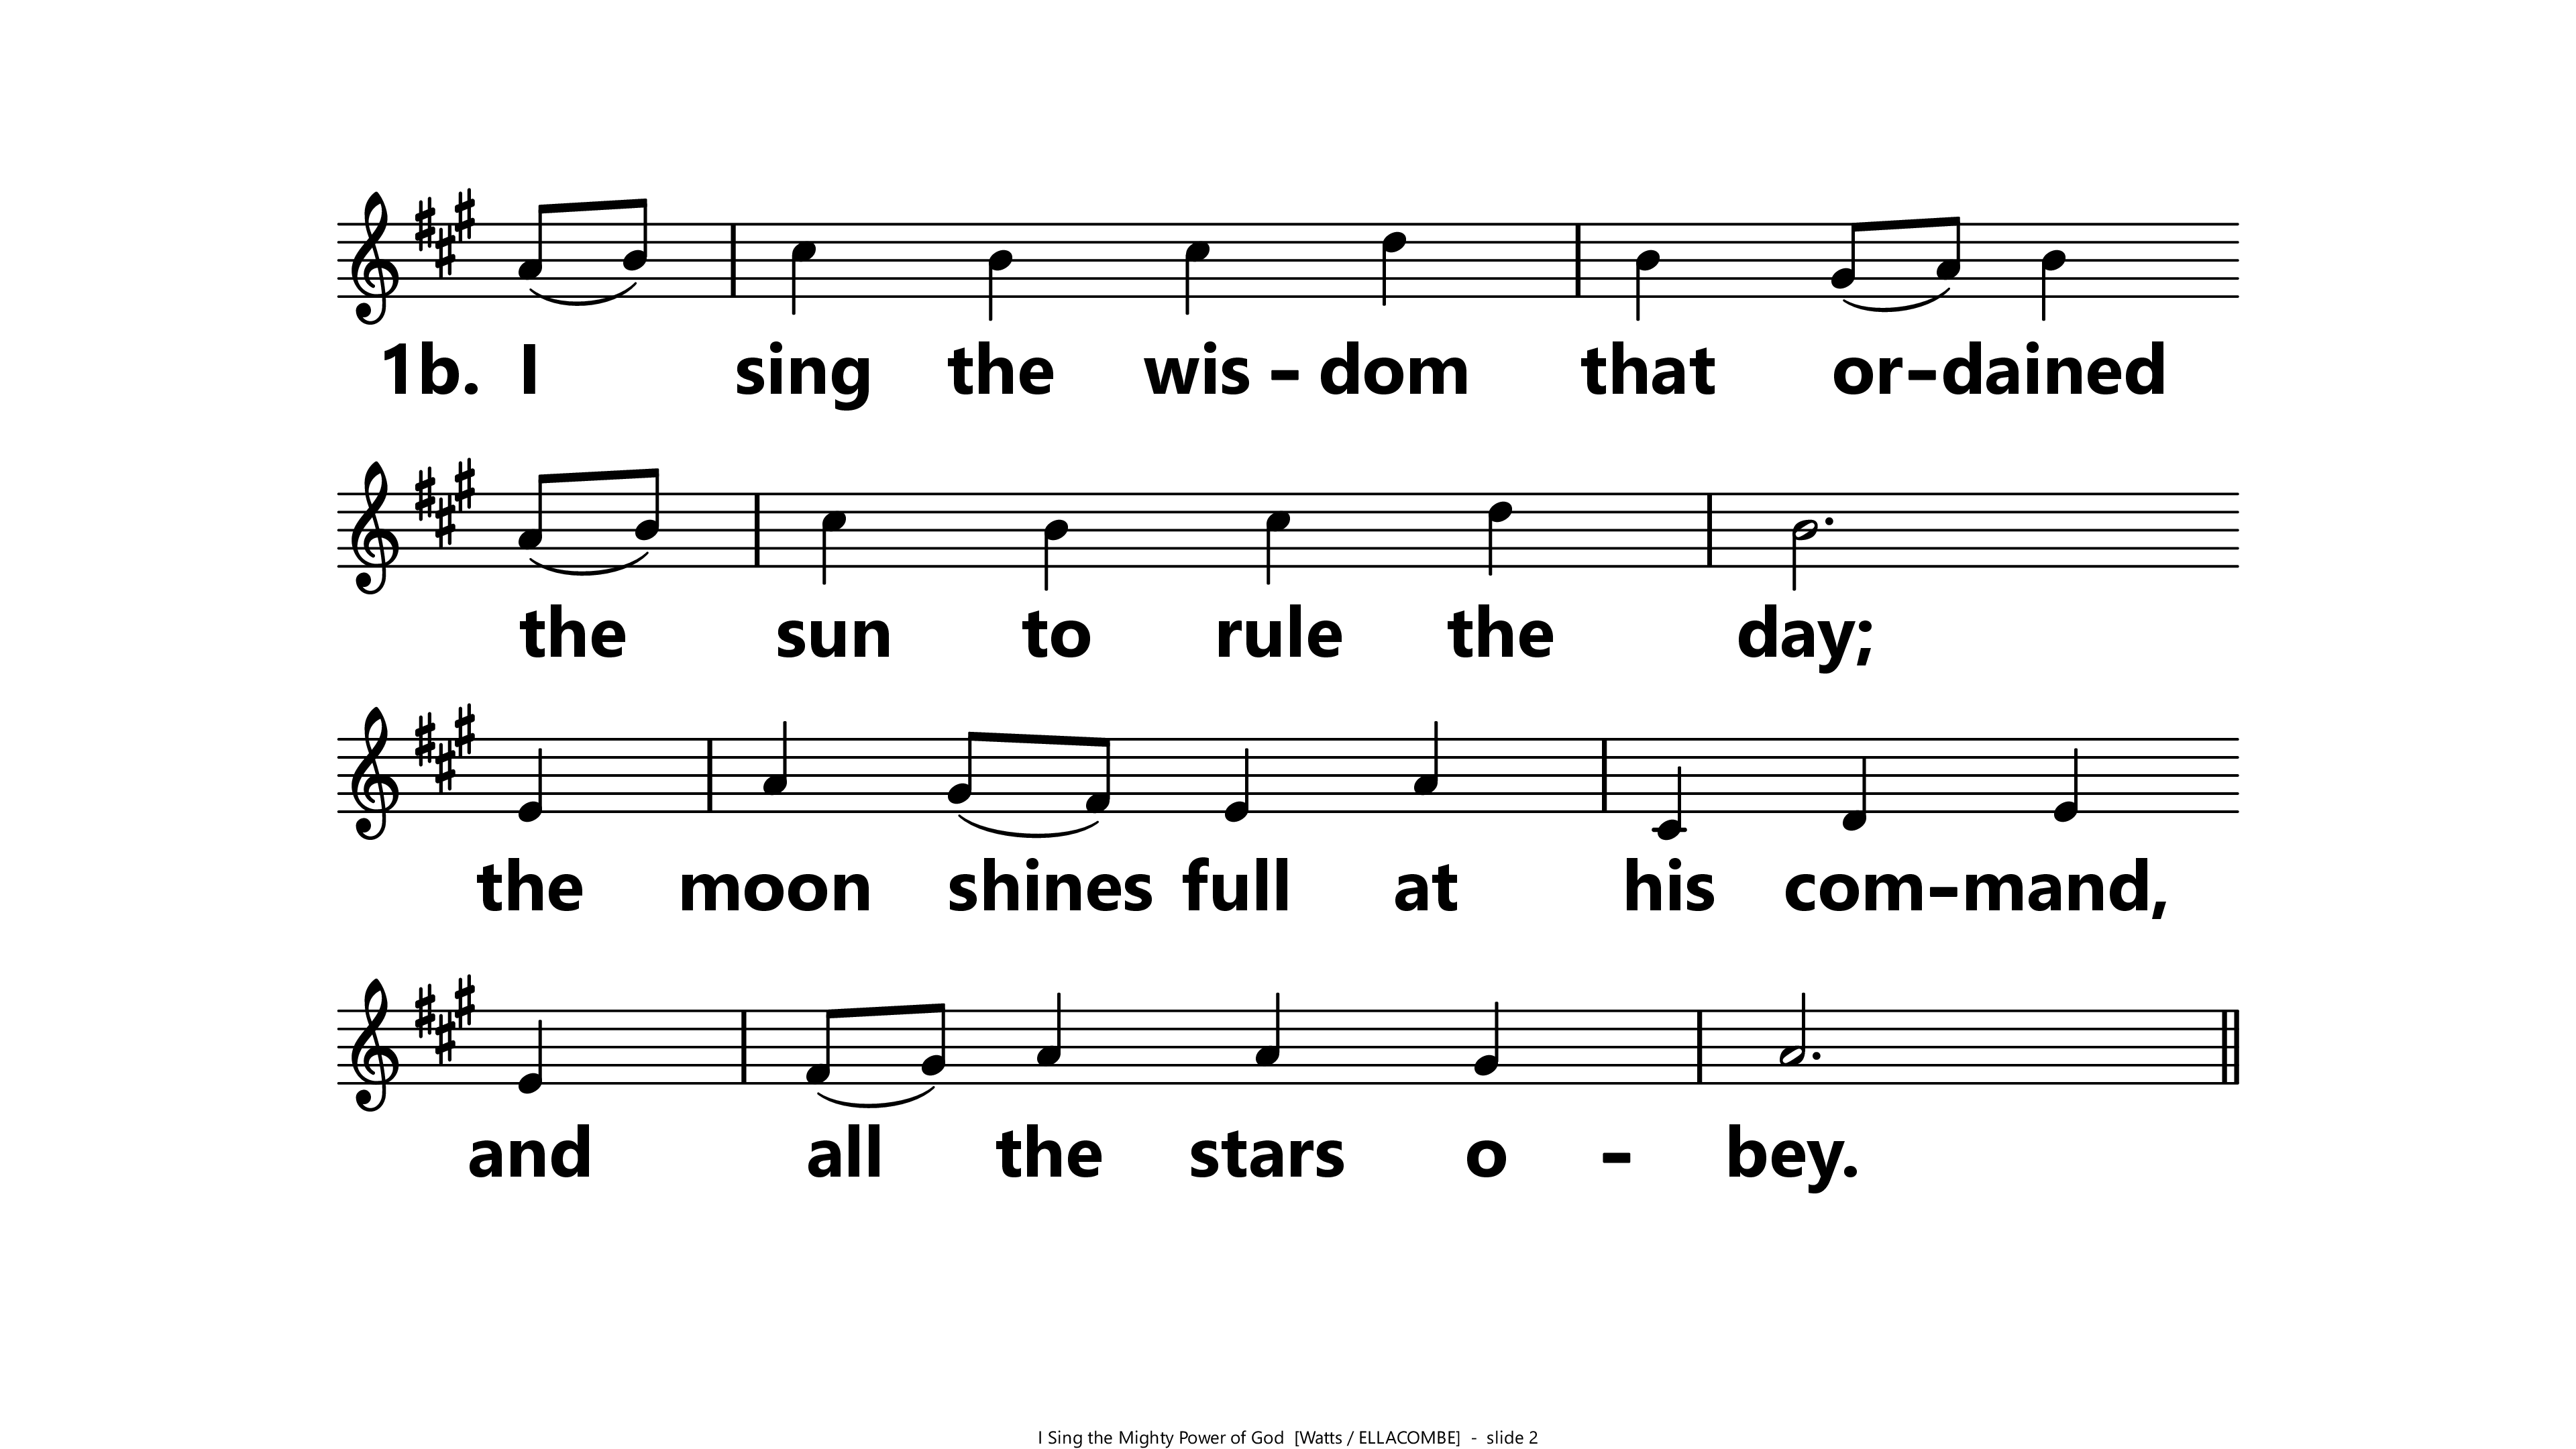 1b. I sing the wis - dom that or-dained
the sun to rule the day;
the moon shines full at his com-mand,
and all the stars o - bey.
I Sing the Mighty Power of God [Watts / ELLACOMBE] - slide 2